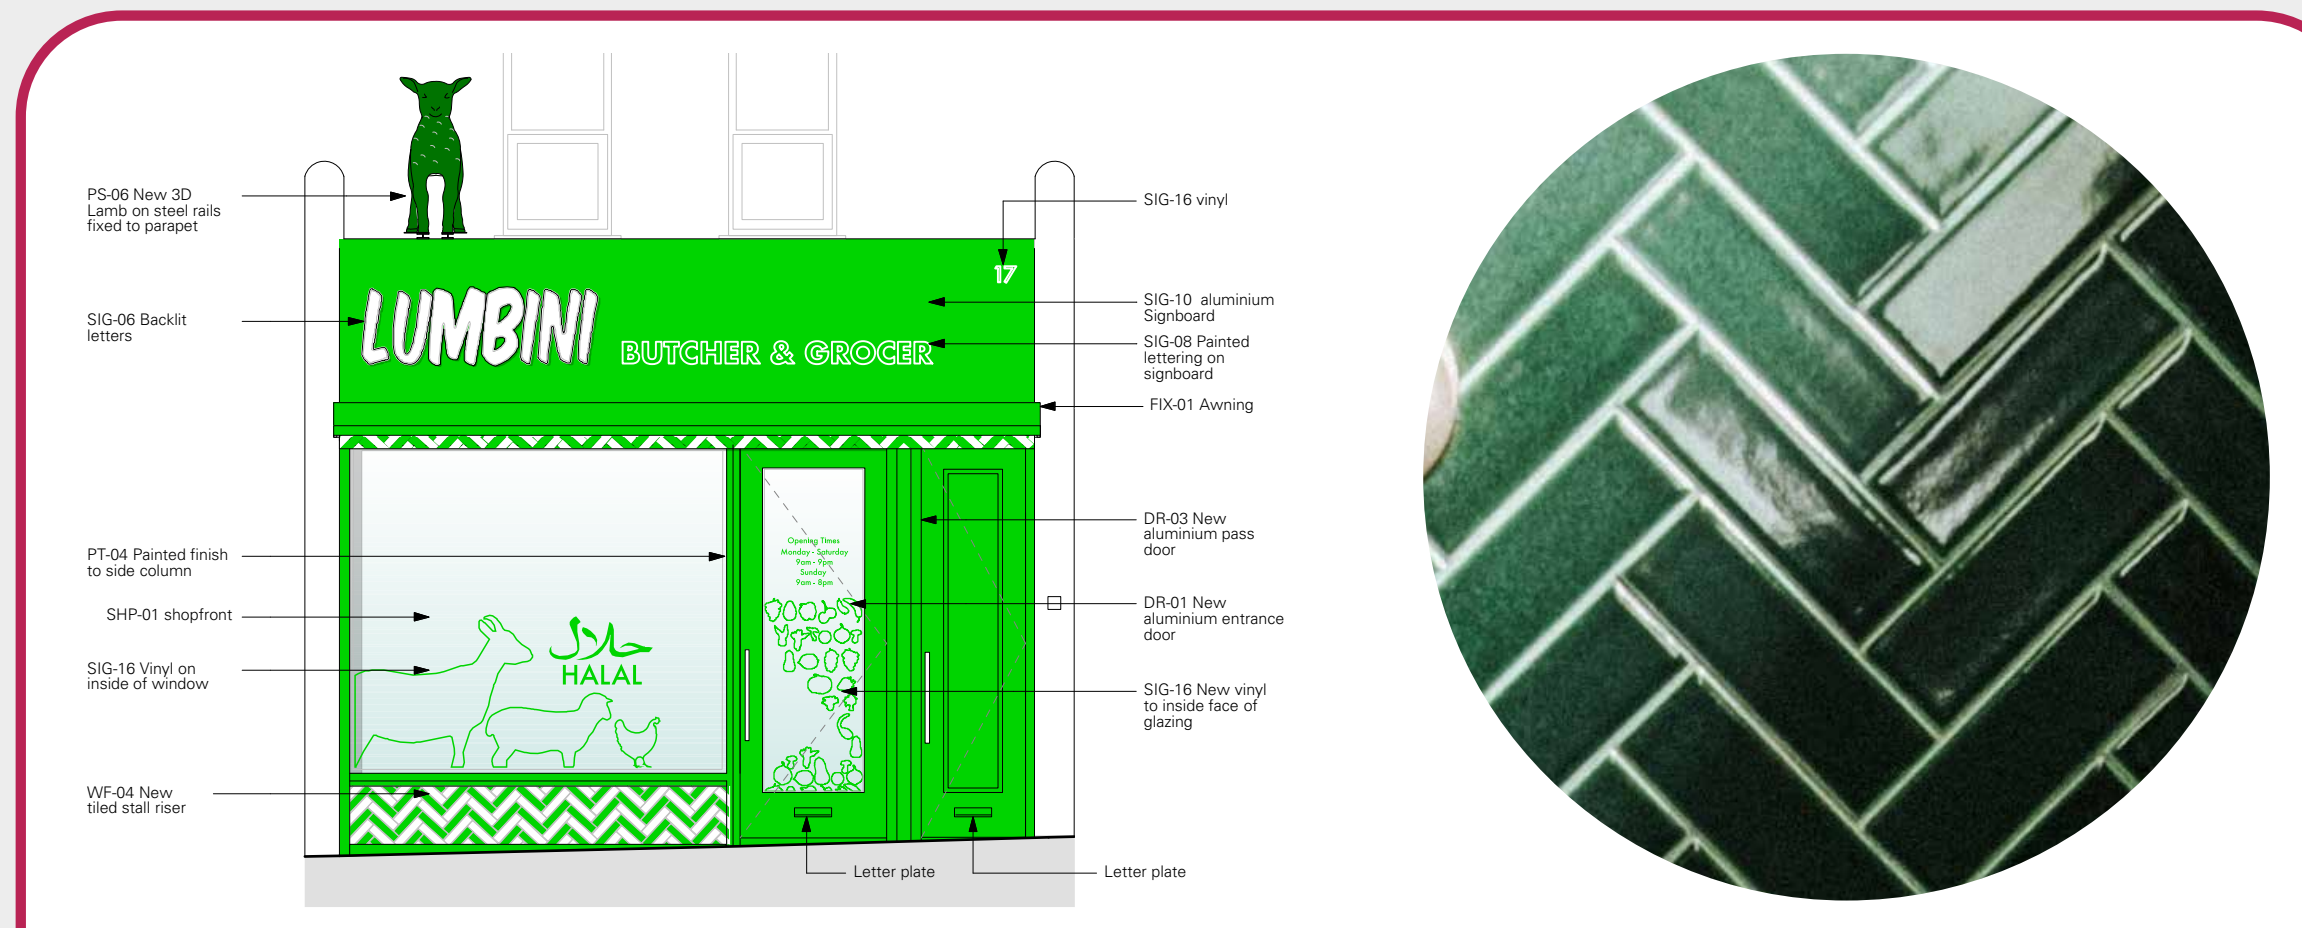 PS-06 New 3D
Lamb on steel rails
fixed to parapet
SIG-06 Backlit
letters
PT-04 Painted finish
to side column
SHP-01 shopfront
SIG-16 Vinyl on
inside of window
WF-04 New
tiled stall riser
17
LUMBINI
BUTCHER & GROCER
Opening Times
Monday - Saturday
9am - 9pm
Sunday
9am - 8pm
حلال
HALAL
SIG-16 vinyl
SIG-10 aluminium
Signboard
SIG-08 Painted
lettering on
signboard
FIX-01 Awning
DR-03 New
aluminium pass
door
DR-01 New
aluminium entrance
door
SIG-16 New vinyl
to inside face of
glazing
Letter plate
Letter plate